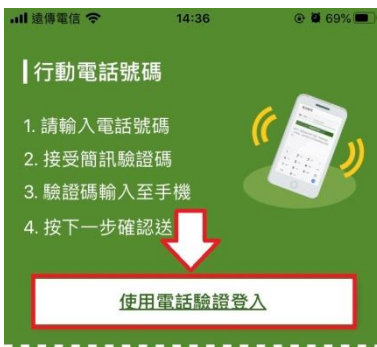 遠傳電信 14:36 69%
行動電話號碼
1. 請輸入電話號碼
2. 接受簡訊驗證碼
3. 驗證碼輸入至手機
4. 按下一步確認送
使用電話驗證登入